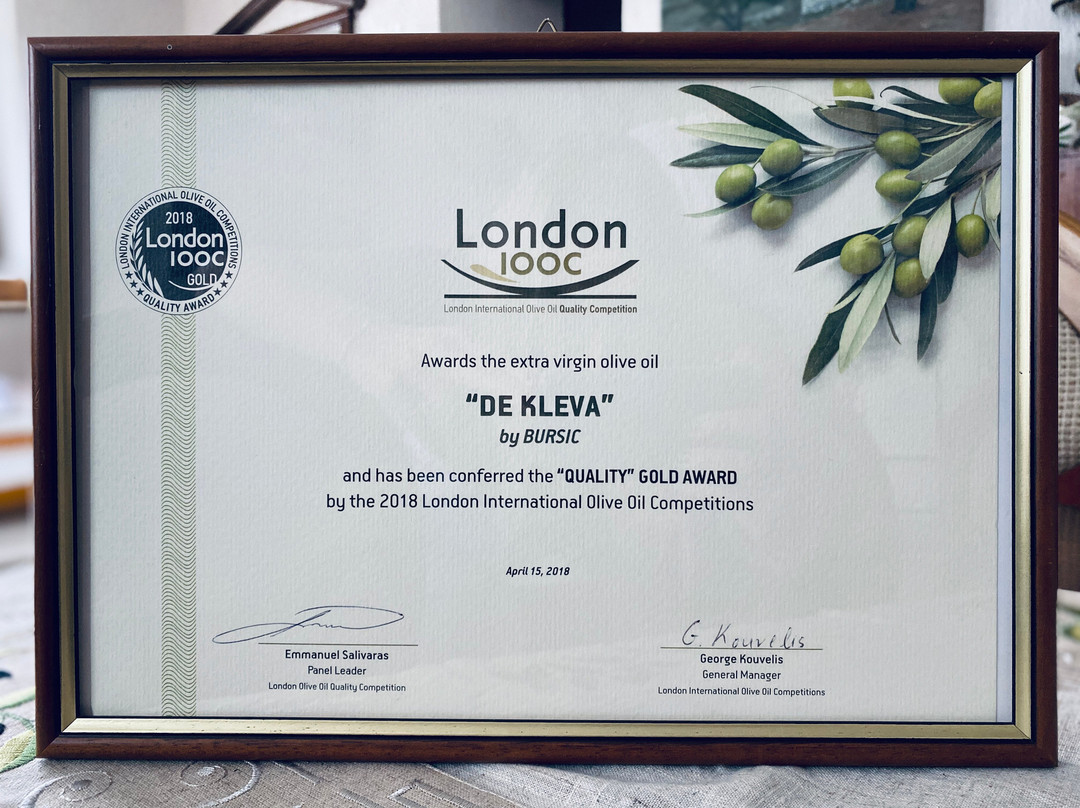 LONDON INTERNATIONAL OLIVE OIL COMPETITIONS
2018
London
IOOC
GOLD
QUALITY AWARD
London
IOOC
London International Olive Oil Quality Competition
Awards the extra virgin olive oil
“DE KLEVA”
by BURSIC
and has been conferred the “QUALITY” GOLD AWARD
by the 2018 London International Olive Oil Competitions
April 15, 2018
G. Kouvelis
Emmanuel Salivaras
Panel Leader
London Olive Oil Quality Competition
George Kouvelis
General Manager
London International Olive Oil Competitions